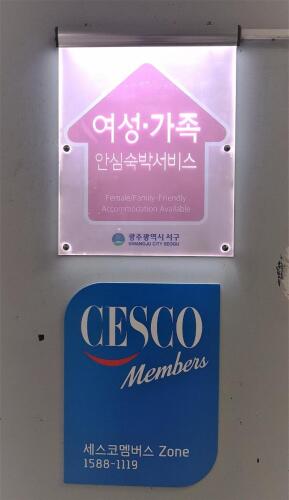 여성·가족
안심숙박서비스
Female/Family-Friendly
Accommodation Available
광주광역시 서구
GWANGJU CITY SEOGU
CESCO
Members
세스코멤버스 Zone
1588-1119